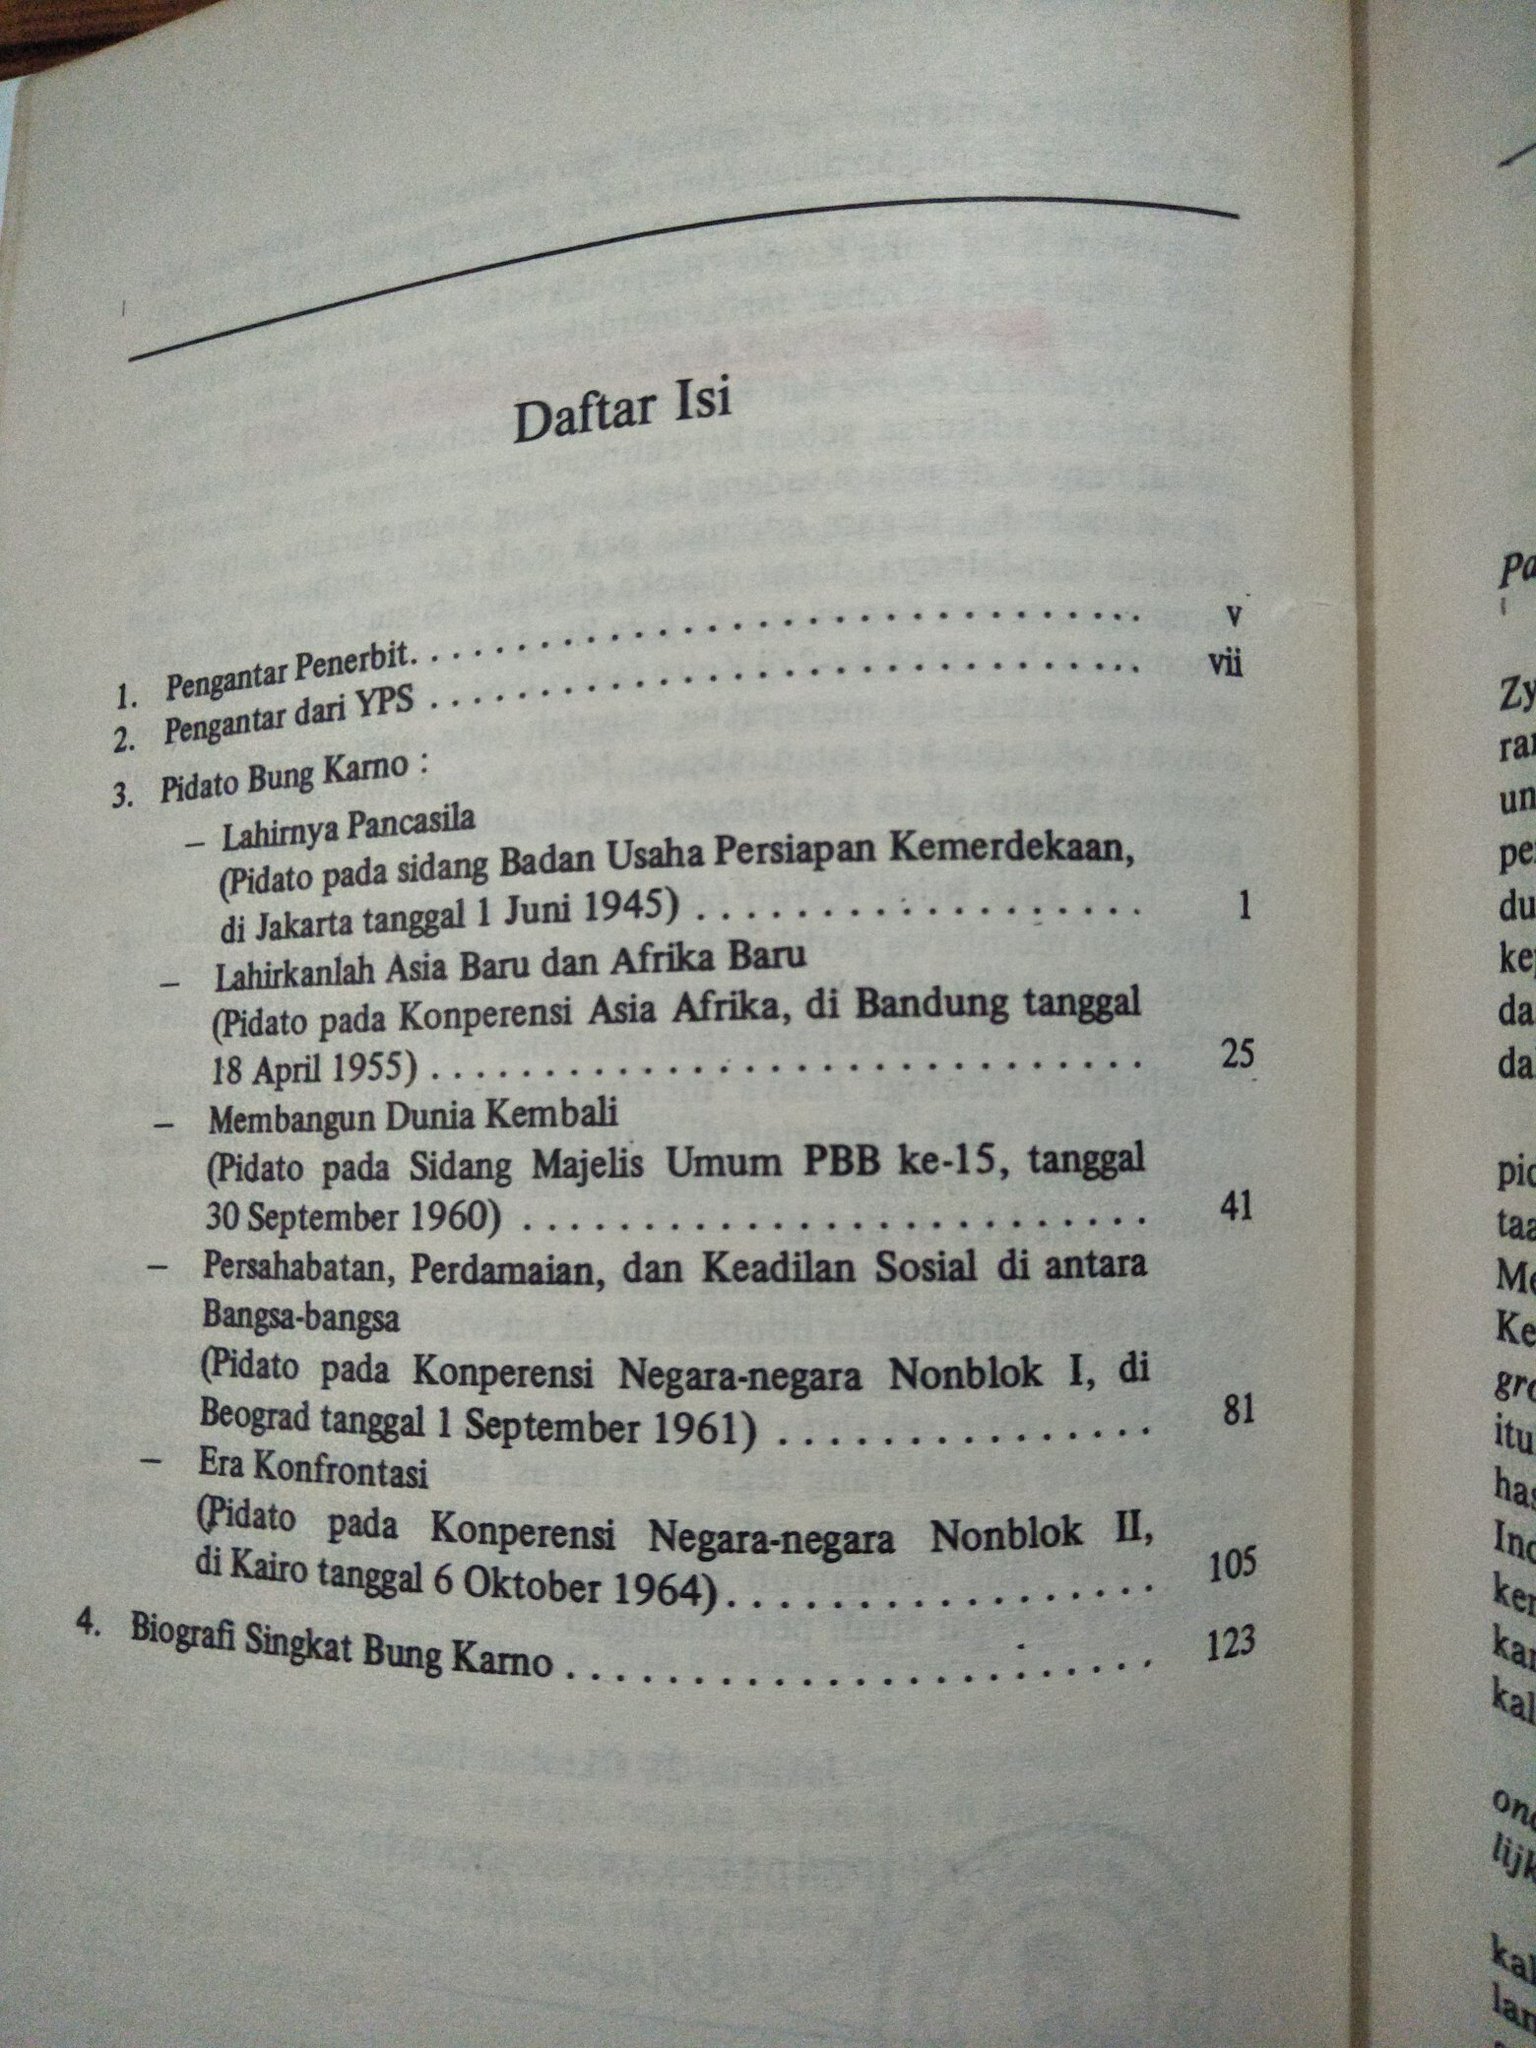 Daftar Isi
1. Pengantar Penerbit. . . . . . . . . . . . . . . . . . . . . . . . . . . . . . v
2. Pengantar dari YPS . . . . . . . . . . . . . . . . . . . . . . . . . . . . . vii
3. Pidato Bung Karno :
– Lahirnya Pancasila
(Pidato pada sidang Badan Usaha Persiapan Kemerdekaan,
di Jakarta tanggal 1 Juni 1945) . . . . . . . . . . . . . . . . . . 1
– Lahirkanlah Asia Baru dan Afrika Baru
(Pidato pada Konperensi Asia Afrika, di Bandung tanggal
18 April 1955) . . . . . . . . . . . . . . . . . . . . . . . . . . . . . 25
– Membangun Dunia Kembali
(Pidato pada Sidang Majelis Umum PBB ke-15, tanggal
30 September 1960) . . . . . . . . . . . . . . . . . . . . . . . . . 41
– Persahabatan, Perdamaian, dan Keadilan Sosial di antara
Bangsa-bangsa
(Pidato pada Konperensi Negara-negara Nonblok I, di
Beograd tanggal 1 September 1961) . . . . . . . . . . . . . . . 81
– Era Konfrontasi
(Pidato pada Konperensi Negara-negara Nonblok II,
di Kairo tanggal 6 Oktober 1964). . . . . . . . . . . . . . . . . 105
4. Biografi Singkat Bung Karno . . . . . . . . . . . . . . . . . . . . . . . 123